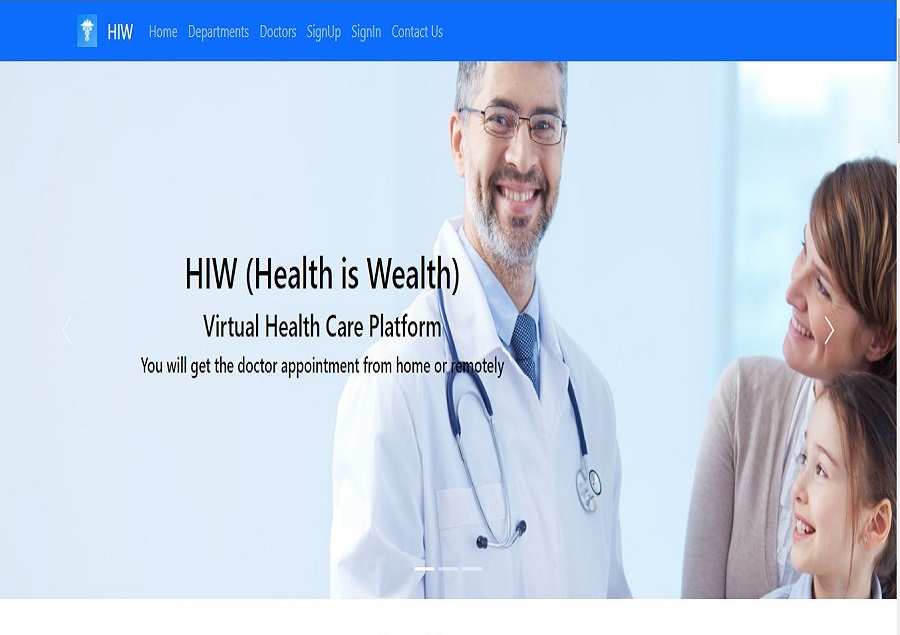 HIW Home Departments Doctors SignUp SignIn Contact Us
HIW (Health is Wealth)
Virtual Health Care Platform
You will get the doctor appointment from home or remotely